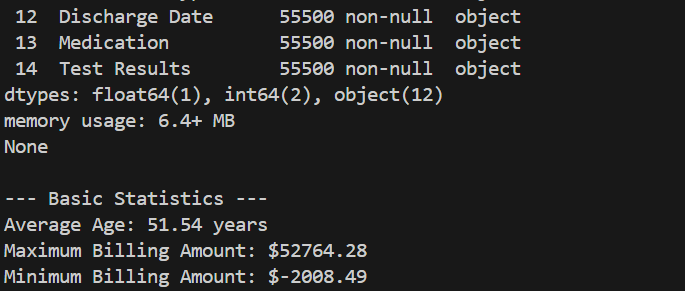 12  Discharge Date      55500 non-null  object
13  Medication          55500 non-null  object
14  Test Results        55500 non-null  object
dtypes: float64(1), int64(2), object(12)
memory usage: 6.4+ MB
None

--- Basic Statistics ---
Average Age: 51.54 years
Maximum Billing Amount: $52764.28
Minimum Billing Amount: $-2008.49